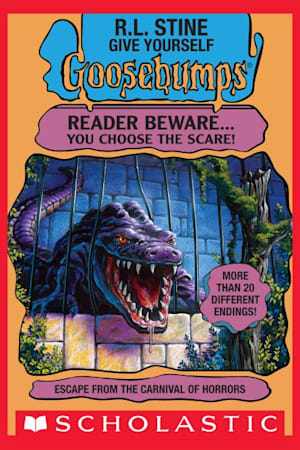 R.L. STINE
GIVE YOURSELF
Goosebumps®
READER BEWARE...
YOU CHOOSE THE SCARE!
MORE
THAN 20
DIFFERENT
ENDINGS!
ESCAPE FROM THE CARNIVAL OF HORRORS
SCHOLASTIC